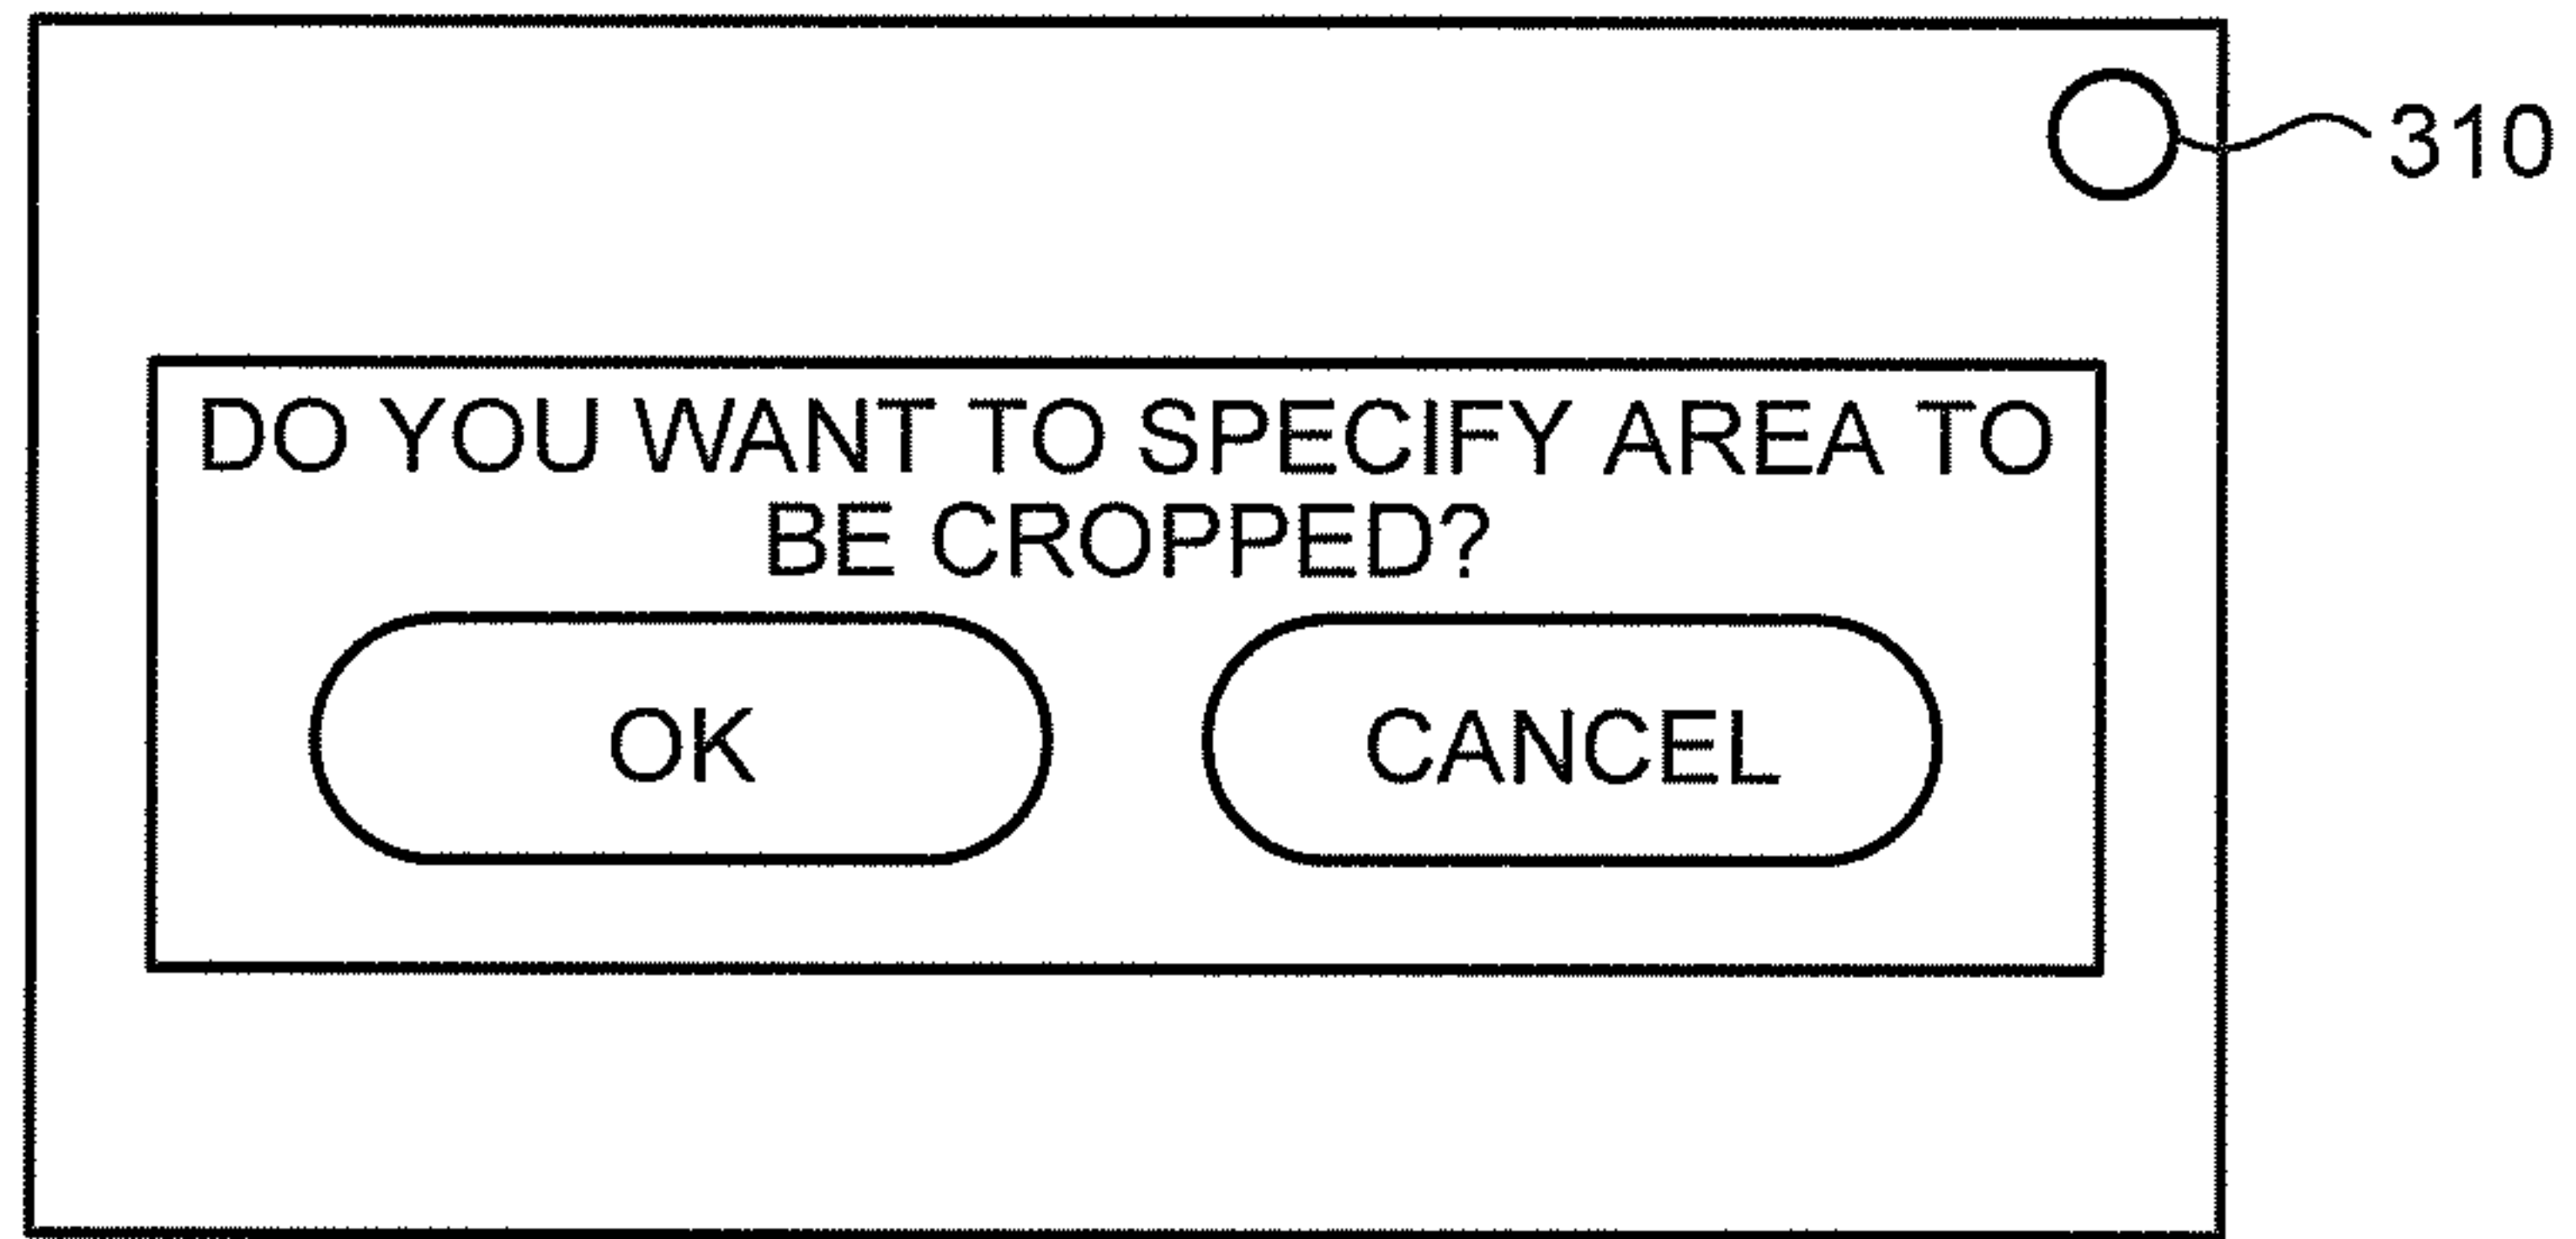 310
DO YOU WANT TO SPECIFY AREA TO
BE CROPPED?
OK
CANCEL